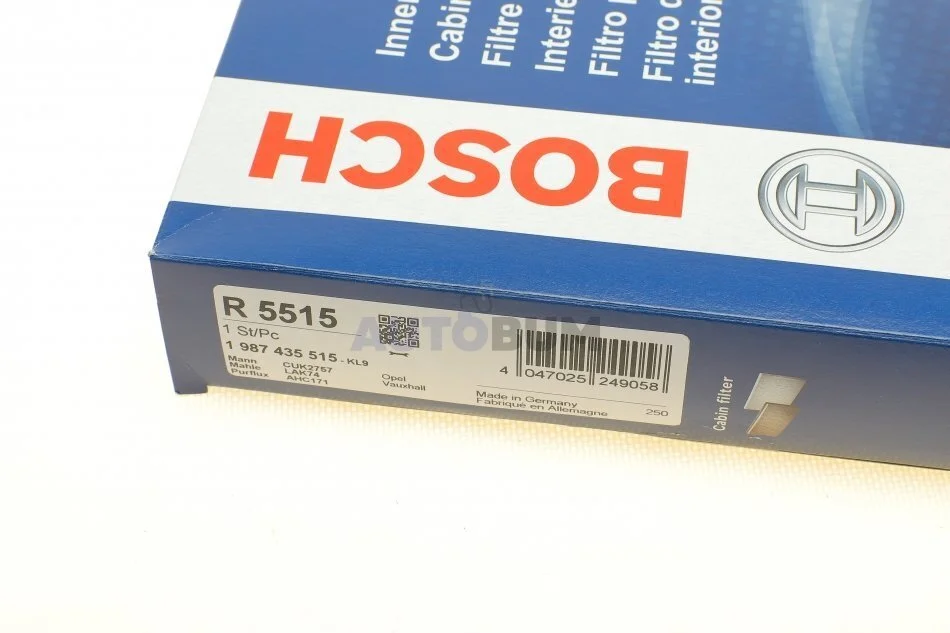 Inner
Cabin
Filtre
Interie
Filtro
Filtro
interior
BOSCH
R 5515
1 St/Pc
1 987 435 515 - KL9
Mann CUK2757
Mahle LAK74
Purflux AHC171
Opel
Vauxhall
4 047025 249058
Made in Germany
Fabriqué en Allemagne
250
Cabin filter
AUTOBUM